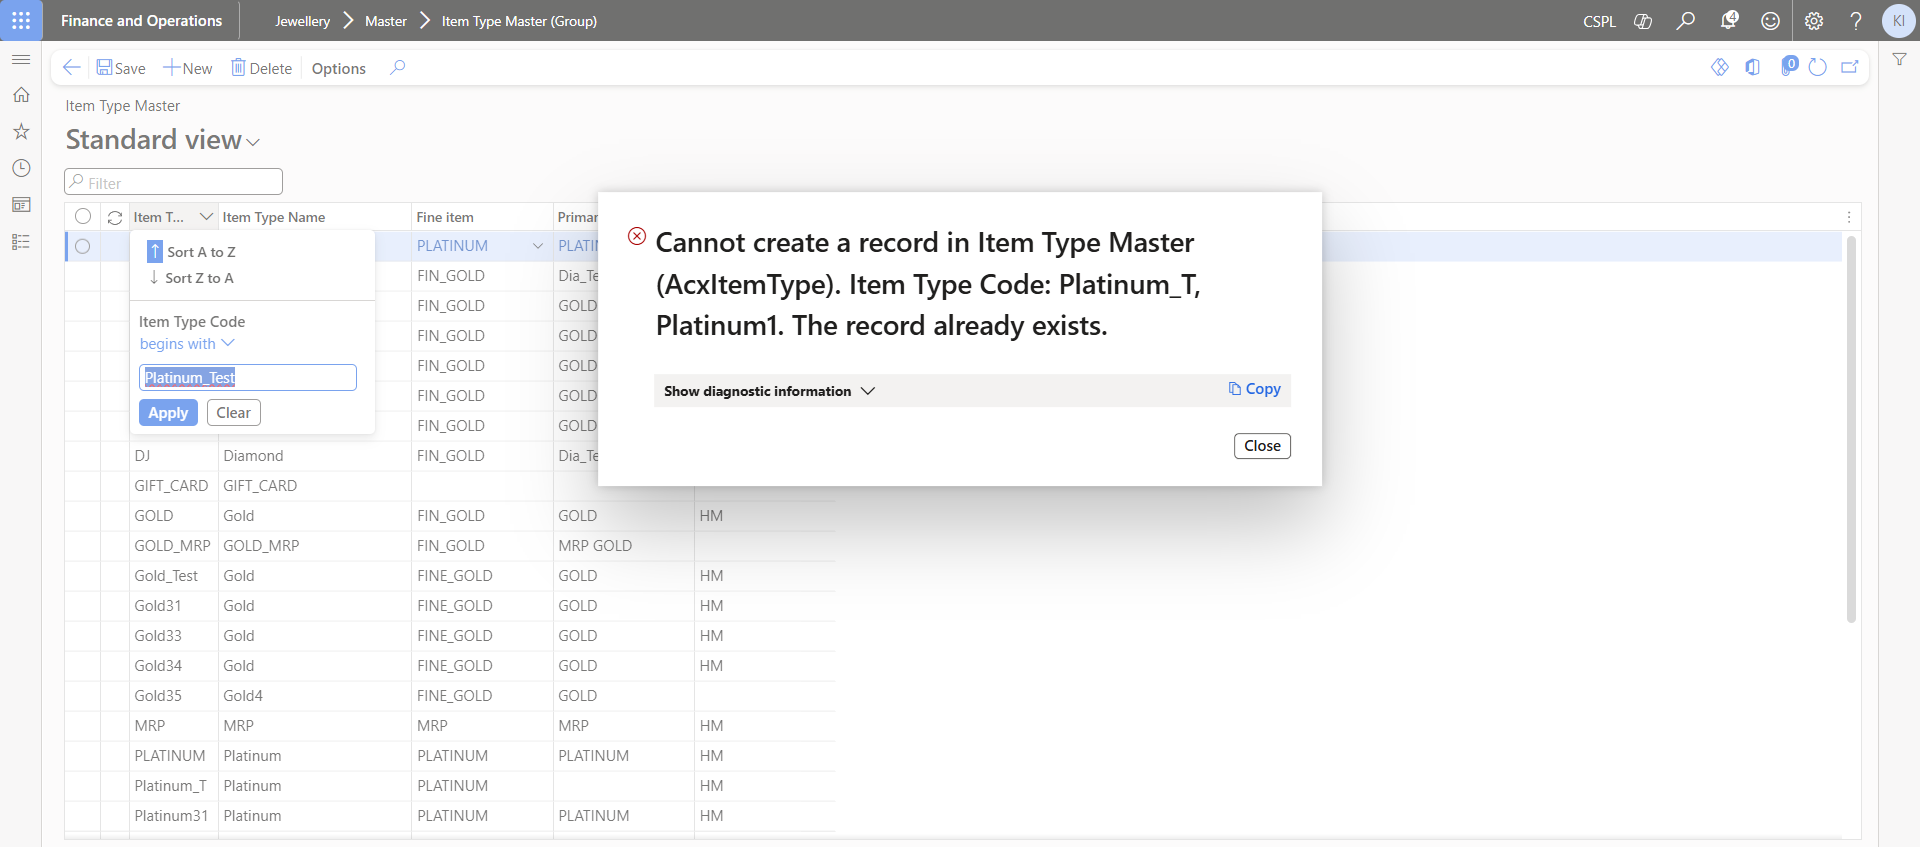 Finance and Operations
Jewellery > Master > Item Type Master (Group)
CSPL
4
KI
Save
New
Delete
Options
0
Item Type Master
Standard view
Filter
Item T...
Item Type Name
Fine item
Primar
Sort A to Z
Sort Z to A
Item Type Code
begins with
Platinum_Test
Apply
Clear
PLATINUM
FIN_GOLD Dia_Te
FIN_GOLD GOLD
FIN_GOLD GOLD
FIN_GOLD GOLD
FIN_GOLD GOLD
FIN_GOLD GOLD
DJ Diamond FIN_GOLD Dia_Te
GIFT_CARD GIFT_CARD
GOLD Gold FIN_GOLD GOLD HM
GOLD_MRP GOLD_MRP FIN_GOLD MRP GOLD
Gold_Test Gold FINE_GOLD GOLD HM
Gold31 Gold FINE_GOLD GOLD HM
Gold33 Gold FINE_GOLD GOLD HM
Gold34 Gold FINE_GOLD GOLD HM
Gold35 Gold4 FINE_GOLD GOLD
MRP MRP MRP MRP HM
PLATINUM Platinum PLATINUM PLATINUM HM
Platinum_T Platinum PLATINUM HM
Platinum31 Platinum PLATINUM PLATINUM HM
Cannot create a record in Item Type Master
(AcxItemType). Item Type Code: Platinum_T,
Platinum1. The record already exists.
Show diagnostic information
Copy
Close